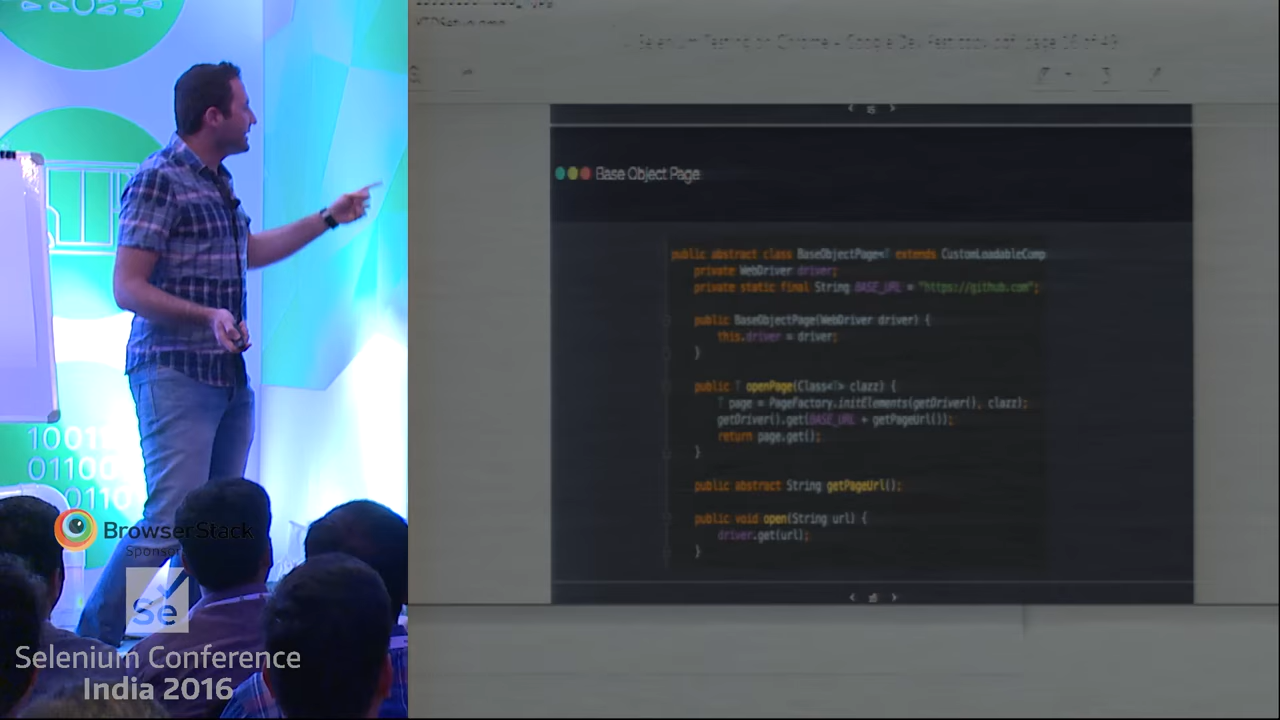 Base Object Page
public abstract class BaseObjectPage<T extends CustomLoadableComp
private WebDriver driver;
private static final String BASE_URL = "https://github.com";
public BaseObjectPage(WebDriver driver) {
this.driver = driver;
}
public T openPage(Class<T> clazz) {
T page = PageFactory.initElements(getDriver(), clazz);
getDriver().get(BASE_URL + getPageUrl());
return page.get();
}
public abstract String getPageUrl();
public void open(String url) {
driver.get(url);
}
BrowserStack
Sponsor
Se
Selenium Conference
India 2016